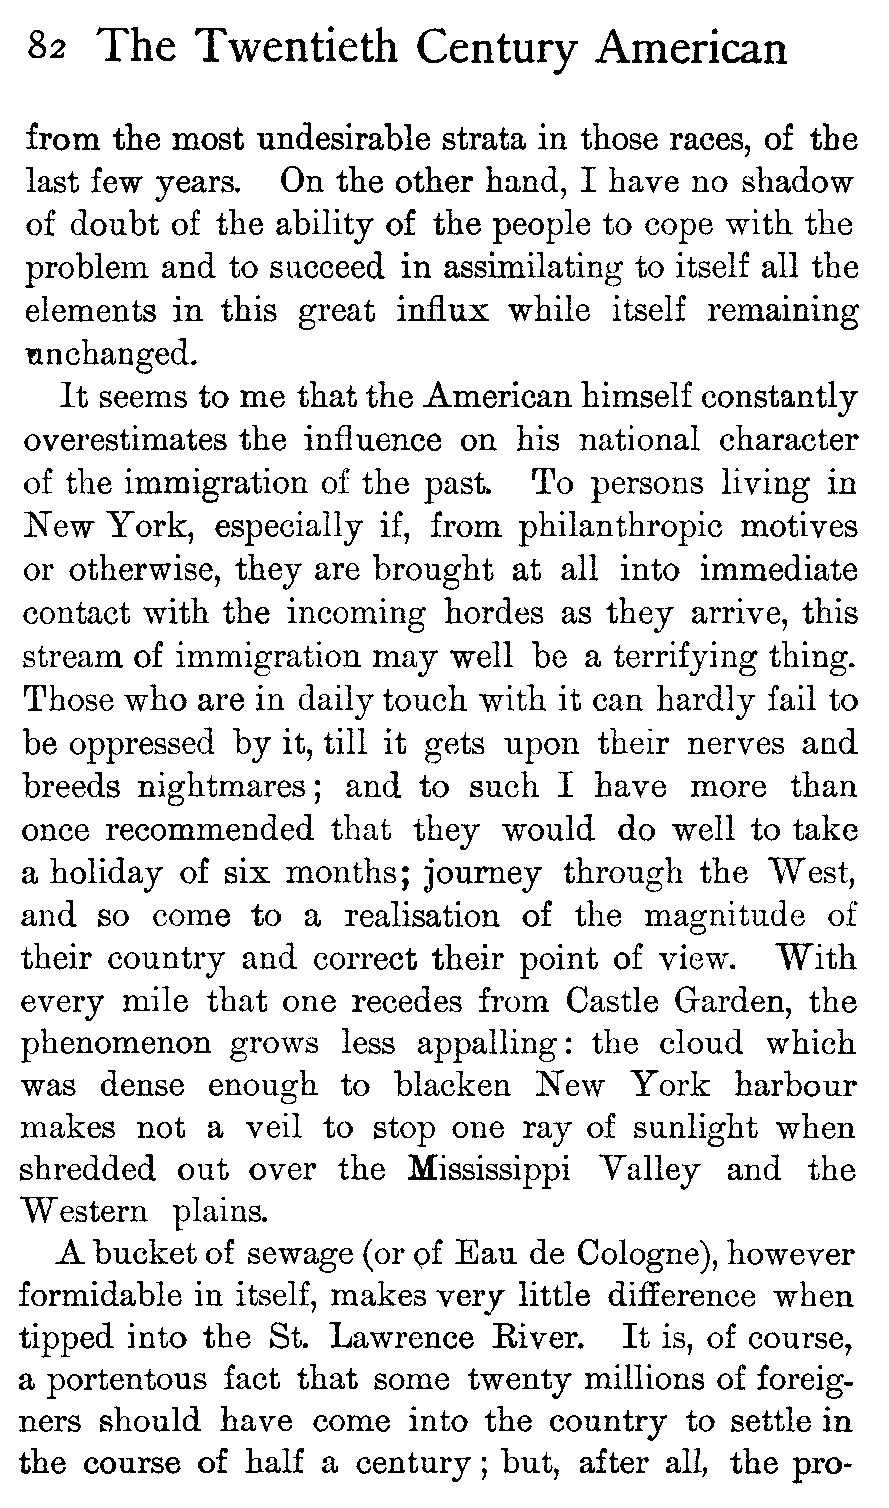 82 The Twentieth Century American
from the most undesirable strata in those races, of the
last few years. On the other hand, I have no shadow
of doubt of the ability of the people to cope with the
problem and to succeed in assimilating to itself all the
elements in this great influx while itself remaining
unchanged.
It seems to me that the American himself constantly
overestimates the influence on his national character
of the immigration of the past. To persons living in
New York, especially if, from philanthropic motives
or otherwise, they are brought at all into immediate
contact with the incoming hordes as they arrive, this
stream of immigration may well be a terrifying thing.
Those who are in daily touch with it can hardly fail to
be oppressed by it, till it gets upon their nerves and
breeds nightmares; and to such I have more than
once recommended that they would do well to take
a holiday of six months; journey through the West,
and so come to a realisation of the magnitude of
their country and correct their point of view. With
every mile that one recedes from Castle Garden, the
phenomenon grows less appalling: the cloud which
was dense enough to blacken New York harbour
makes not a veil to stop one ray of sunlight when
shredded out over the Mississippi Valley and the
Western plains.
A bucket of sewage (or of Eau de Cologne), however
formidable in itself, makes very little difference when
tipped into the St. Lawrence River. It is, of course,
a portentous fact that some twenty millions of foreig-
ners should have come into the country to settle in
the course of half a century; but, after all, the pro-